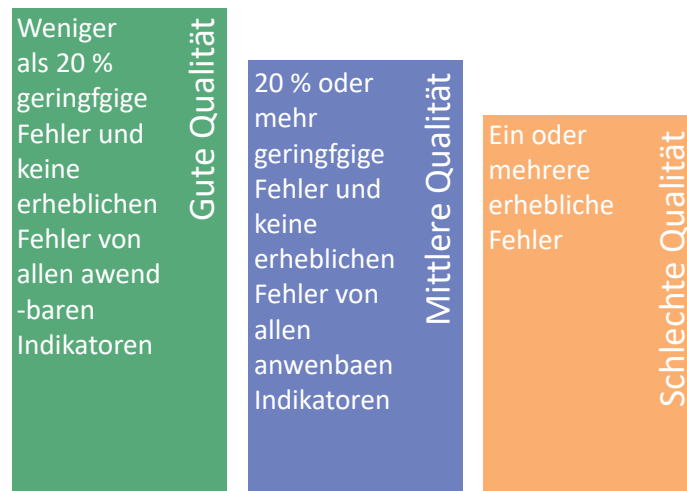 Weniger
als 20 %
geringfgige
Fehler und
keine
erheblichen
Fehler von
allen awend
-baren
Indikatoren
Gute Qualität
20 % oder
mehr
geringfgige
Fehler und
keine
erheblichen
Fehler von
allen
anwenbaen
Indikatoren
Mittlere Qualität
Ein oder
mehrere
erhebliche
Fehler
Schlechte Qualität